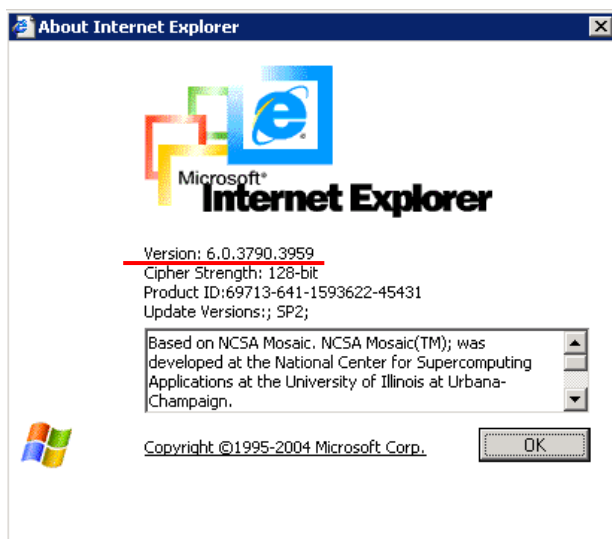 About Internet Explorer
Microsoft®
Internet Explorer
Version: 6.0.3790.3959
Cipher Strength: 128-bit
Product ID:69713-641-1593622-45431
Update Versions:; SP2;
Based on NCSA Mosaic. NCSA Mosaic(TM); was
developed at the National Center for Supercomputing
Applications at the University of Illinois at Urbana-
Champaign.
Copyright ©1995-2004 Microsoft Corp.
OK